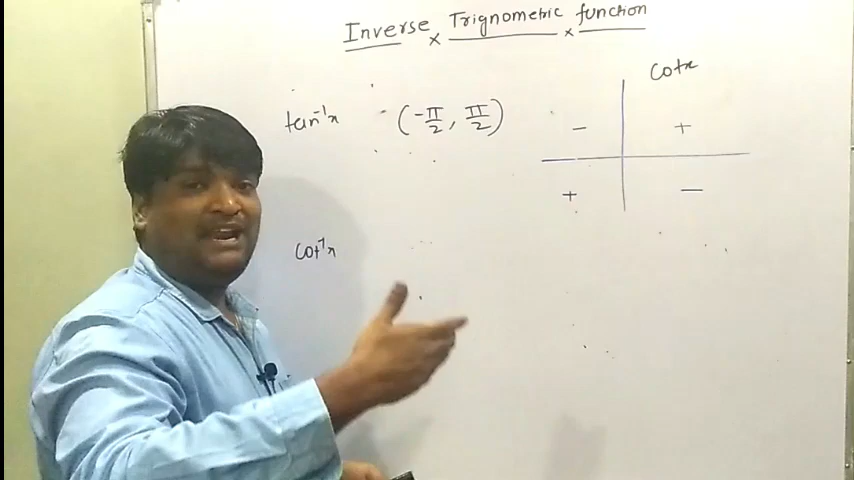 Inverse Trignometric function
cotx
tan⁻¹x (-π/2, π/2)
- +
+ -
cot⁻¹x